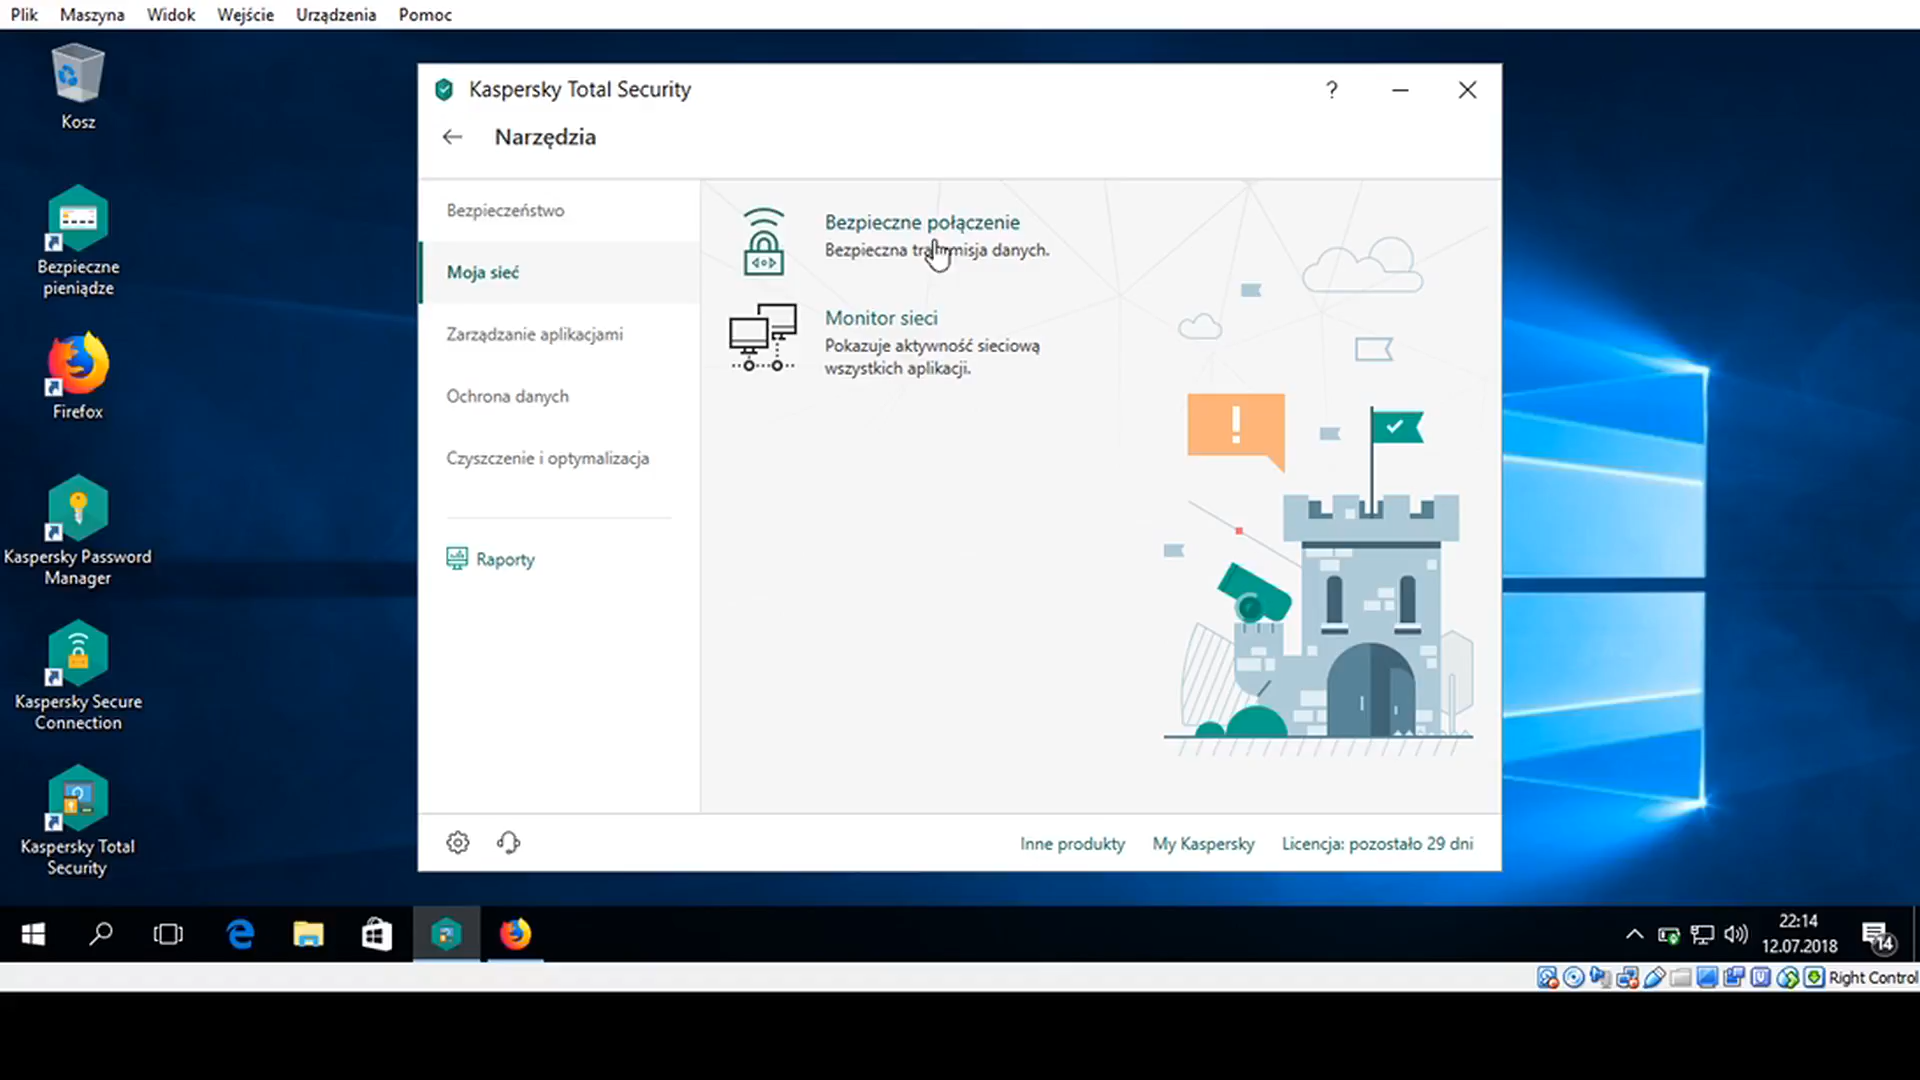 Plik Maszyna Widok Wejście Urządzenia Pomoc
Kosz
Bezpieczne
pieniądze
Firefox
Kaspersky Password
Manager
Kaspersky Secure
Connection
Kaspersky Total
Security
Kaspersky Total Security
?
Narzędzia
Bezpieczeństwo
Moja sieć
Zarządzanie aplikacjami
Ochrona danych
Czyszczenie i optymalizacja
Raporty
Bezpieczne połączenie
Bezpieczna transmisja danych.
Monitor sieci
Pokazuje aktywność sieciową
wszystkich aplikacji.
!
Inne produkty My Kaspersky Licencja: pozostało 29 dni
22:14
12.07.2018
14
Right Control